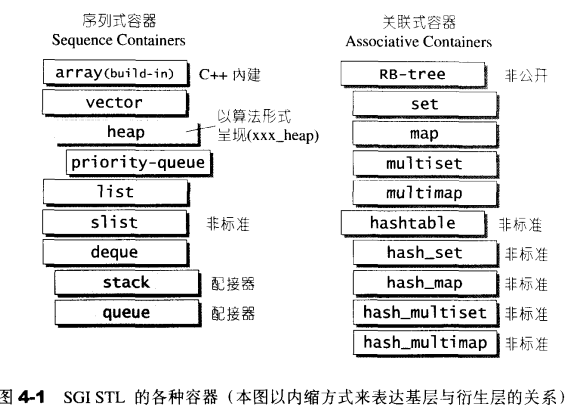 序列式容器
Sequence Containers
array(build-in) C++ 內建
vector
heap
以算法形式
呈现(xxx_heap)
priority-queue
list
slist 非标准
deque
stack 配接器
queue 配接器
关联式容器
Associative Containers
RB-tree 非公开
set
map
multiset
multimap
hashtable 非标准
hash_set 非标准
hash_map 非标准
hash_multiset 非标准
hash_multimap 非标准
图 4-1 SGI STL 的各种容器（本图以内缩方式来表达基层与衍生层的关系）